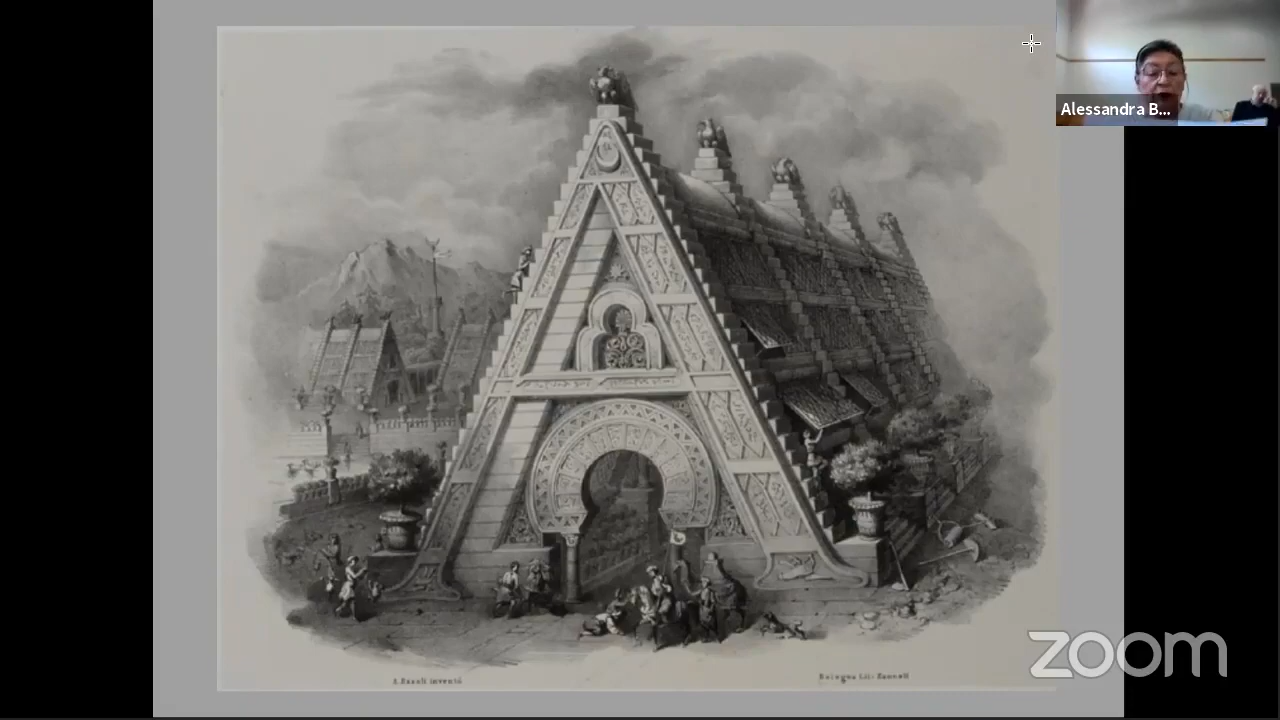 Alessandra B...
A. Basoli inventò
Bologna Lit: Zannoli
zoom